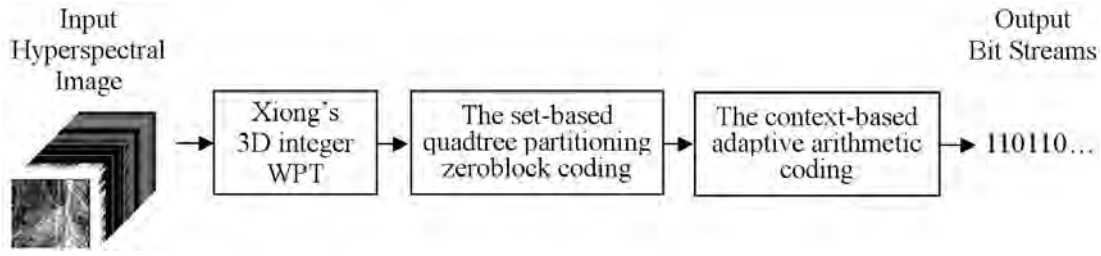 Input
Hyperspectral
Image
Xiong's
3D integer
WPT
The set-based
quadtree partitioning
zeroblock coding
The context-based
adaptive arithmetic
coding
Output
Bit Streams
110110...